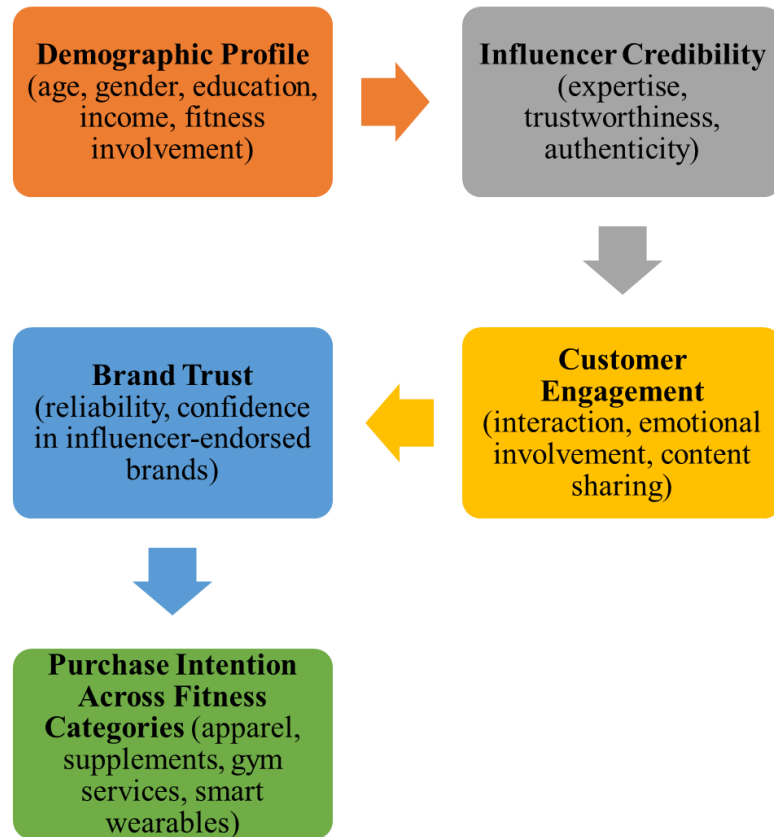 Demographic Profile
(age, gender, education,
income, fitness
involvement)
Influencer Credibility
(expertise,
trustworthiness,
authenticity)
Customer
Engagement
(interaction, emotional
involvement, content
sharing)
Brand Trust
(reliability, confidence
in influencer-endorsed
brands)
Purchase Intention
Across Fitness
Categories (apparel,
supplements, gym
services, smart
wearables)